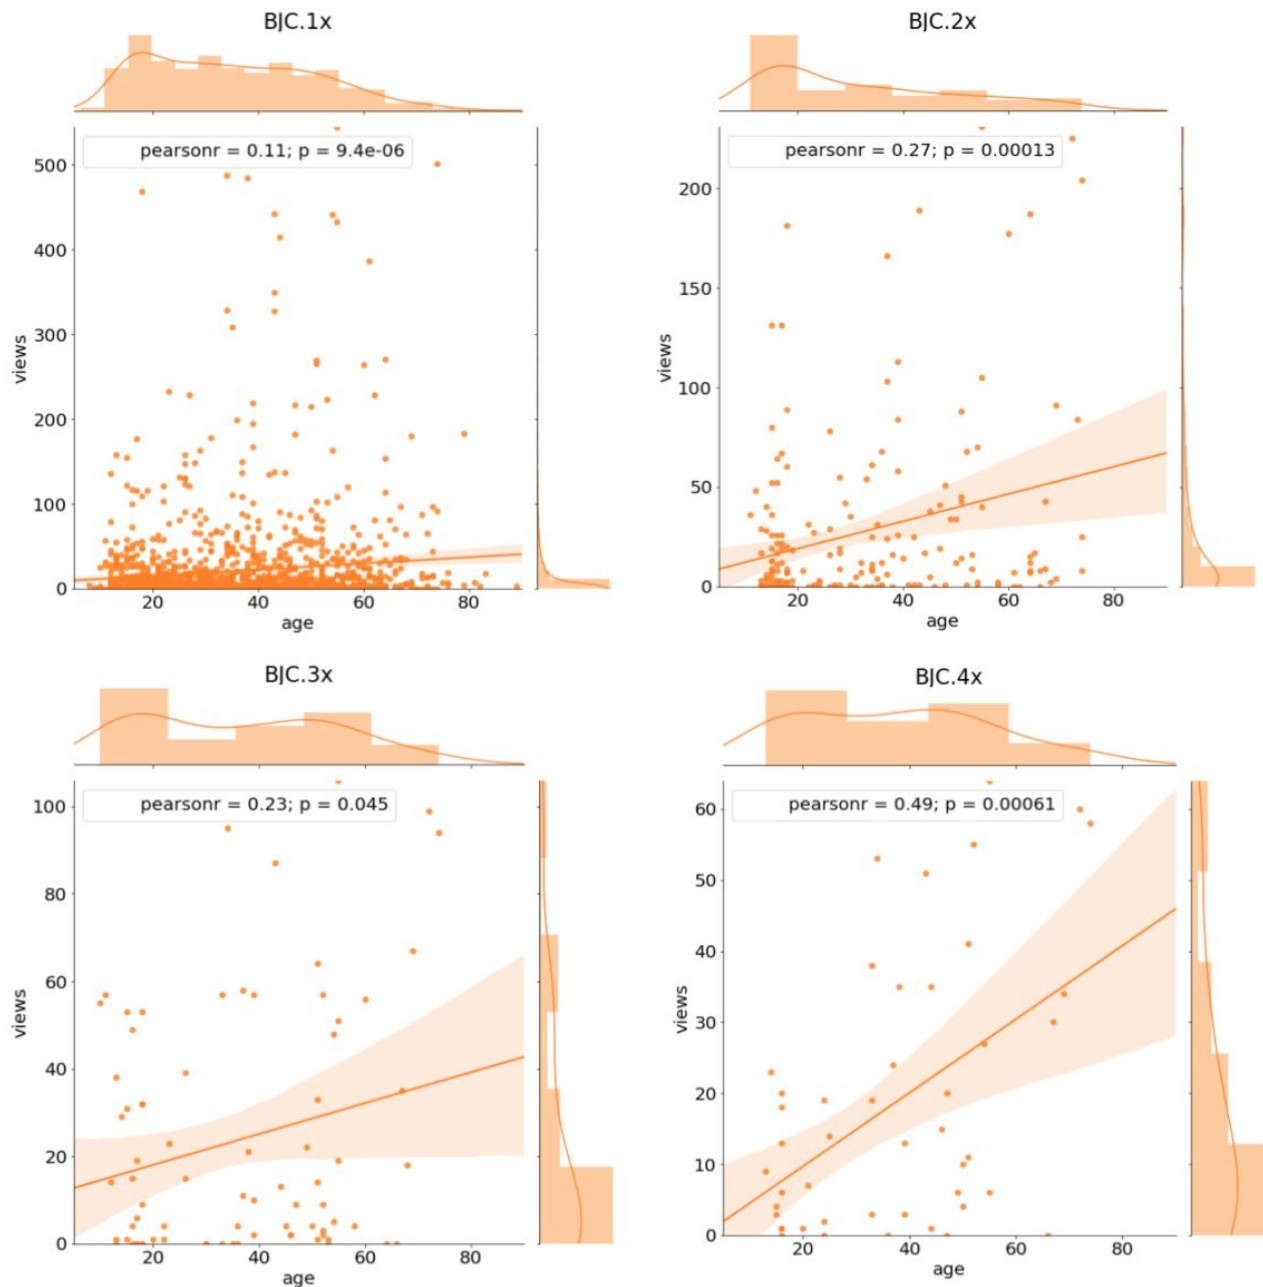 BJC.1x
pearsonr = 0.11; p = 9.4e-06
500
400
300
200
100
0
views
20 40 60 80
age
BJC.2x
pearsonr = 0.27; p = 0.00013
200
150
100
50
0
views
20 40 60 80
age
BJC.3x
pearsonr = 0.23; p = 0.045
100
80
60
40
20
0
views
20 40 60 80
age
BJC.4x
pearsonr = 0.49; p = 0.00061
60
50
40
30
20
10
0
views
20 40 60 80
age